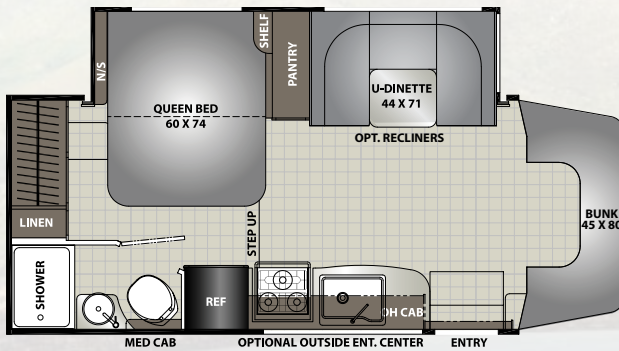 N/S
SHELF
PANTRY
QUEEN BED
60 X 74
U-DINETTE
44 X 71
OPT. RECLINERS
LINEN
STEP UP
BUNK
45 X 80
SHOWER
REF
OH CAB
MED CAB
OPTIONAL OUTSIDE ENT. CENTER
ENTRY